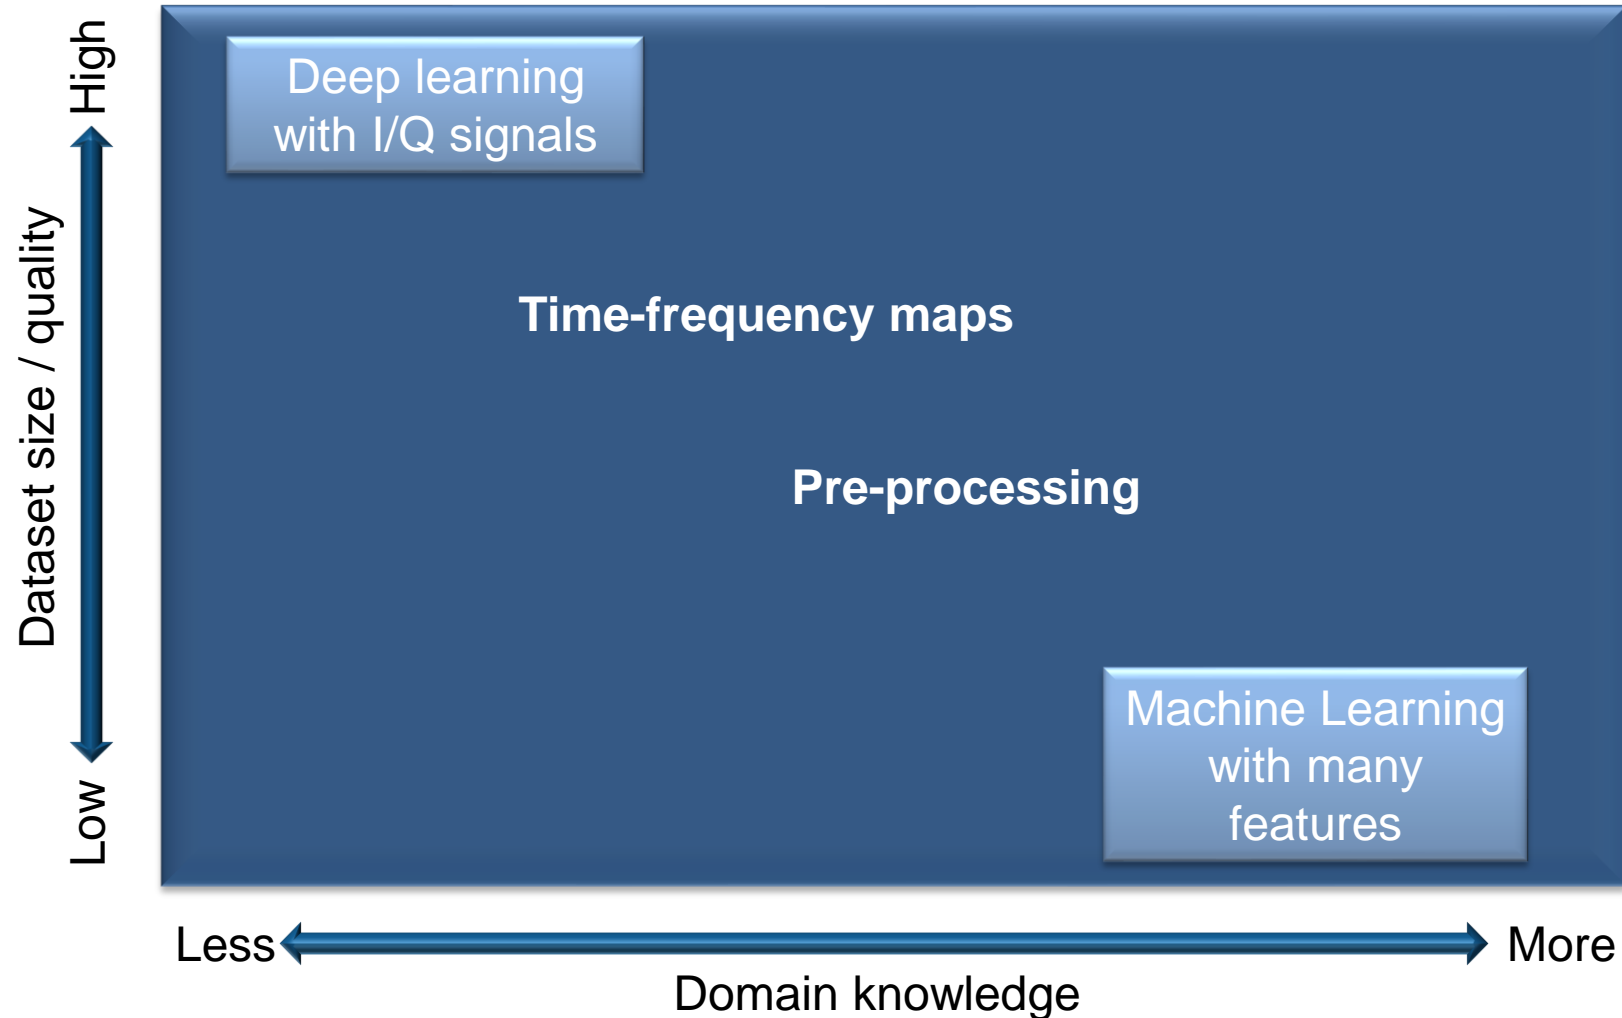 High
Dataset size / quality
Low
Deep learning
with I/Q signals
Time-frequency maps
Pre-processing
Machine Learning
with many
features
Less
More
Domain knowledge